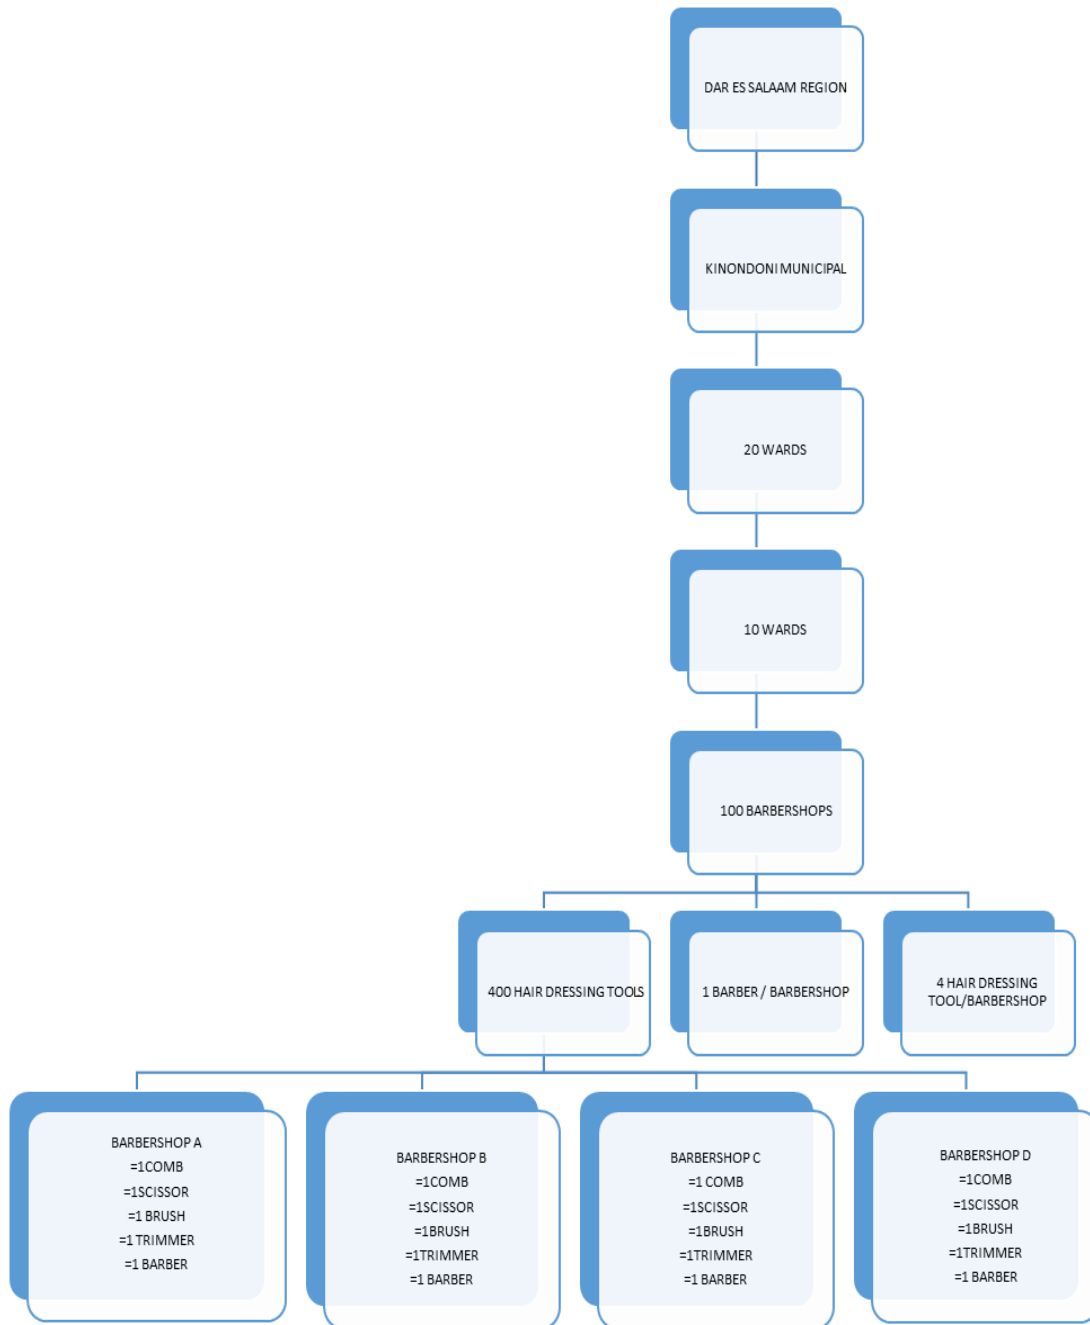 DAR ES SALAAM REGION
KINONDONI MUNICIPAL
20 WARDS
10 WARDS
100 BARBERSHOPS
400 HAIR DRESSING TOOLS
1 BARBER / BARBERSHOP
4 HAIR DRESSING
TOOL/BARBERSHOP
BARBERSHOP A
=1COMB
=1SCISSOR
=1 BRUSH
=1 TRIMMER
=1 BARBER
BARBERSHOP B
=1COMB
=1SCISSOR
=1BRUSH
=1TRIMMER
=1 BARBER
BARBERSHOP C
=1 COMB
=1SCISSOR
=1BRUSH
=1TRIMMER
=1 BARBER
BARBERSHOP D
=1COMB
=1SCISSOR
=1BRUSH
=1TRIMMER
=1 BARBER